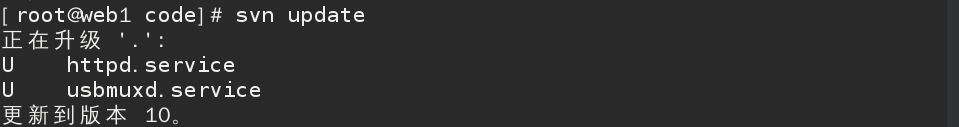 [root@web1 code]# svn update
正在升级 '.':
U    httpd.service
U    usbmuxd.service
更新到版本 10。